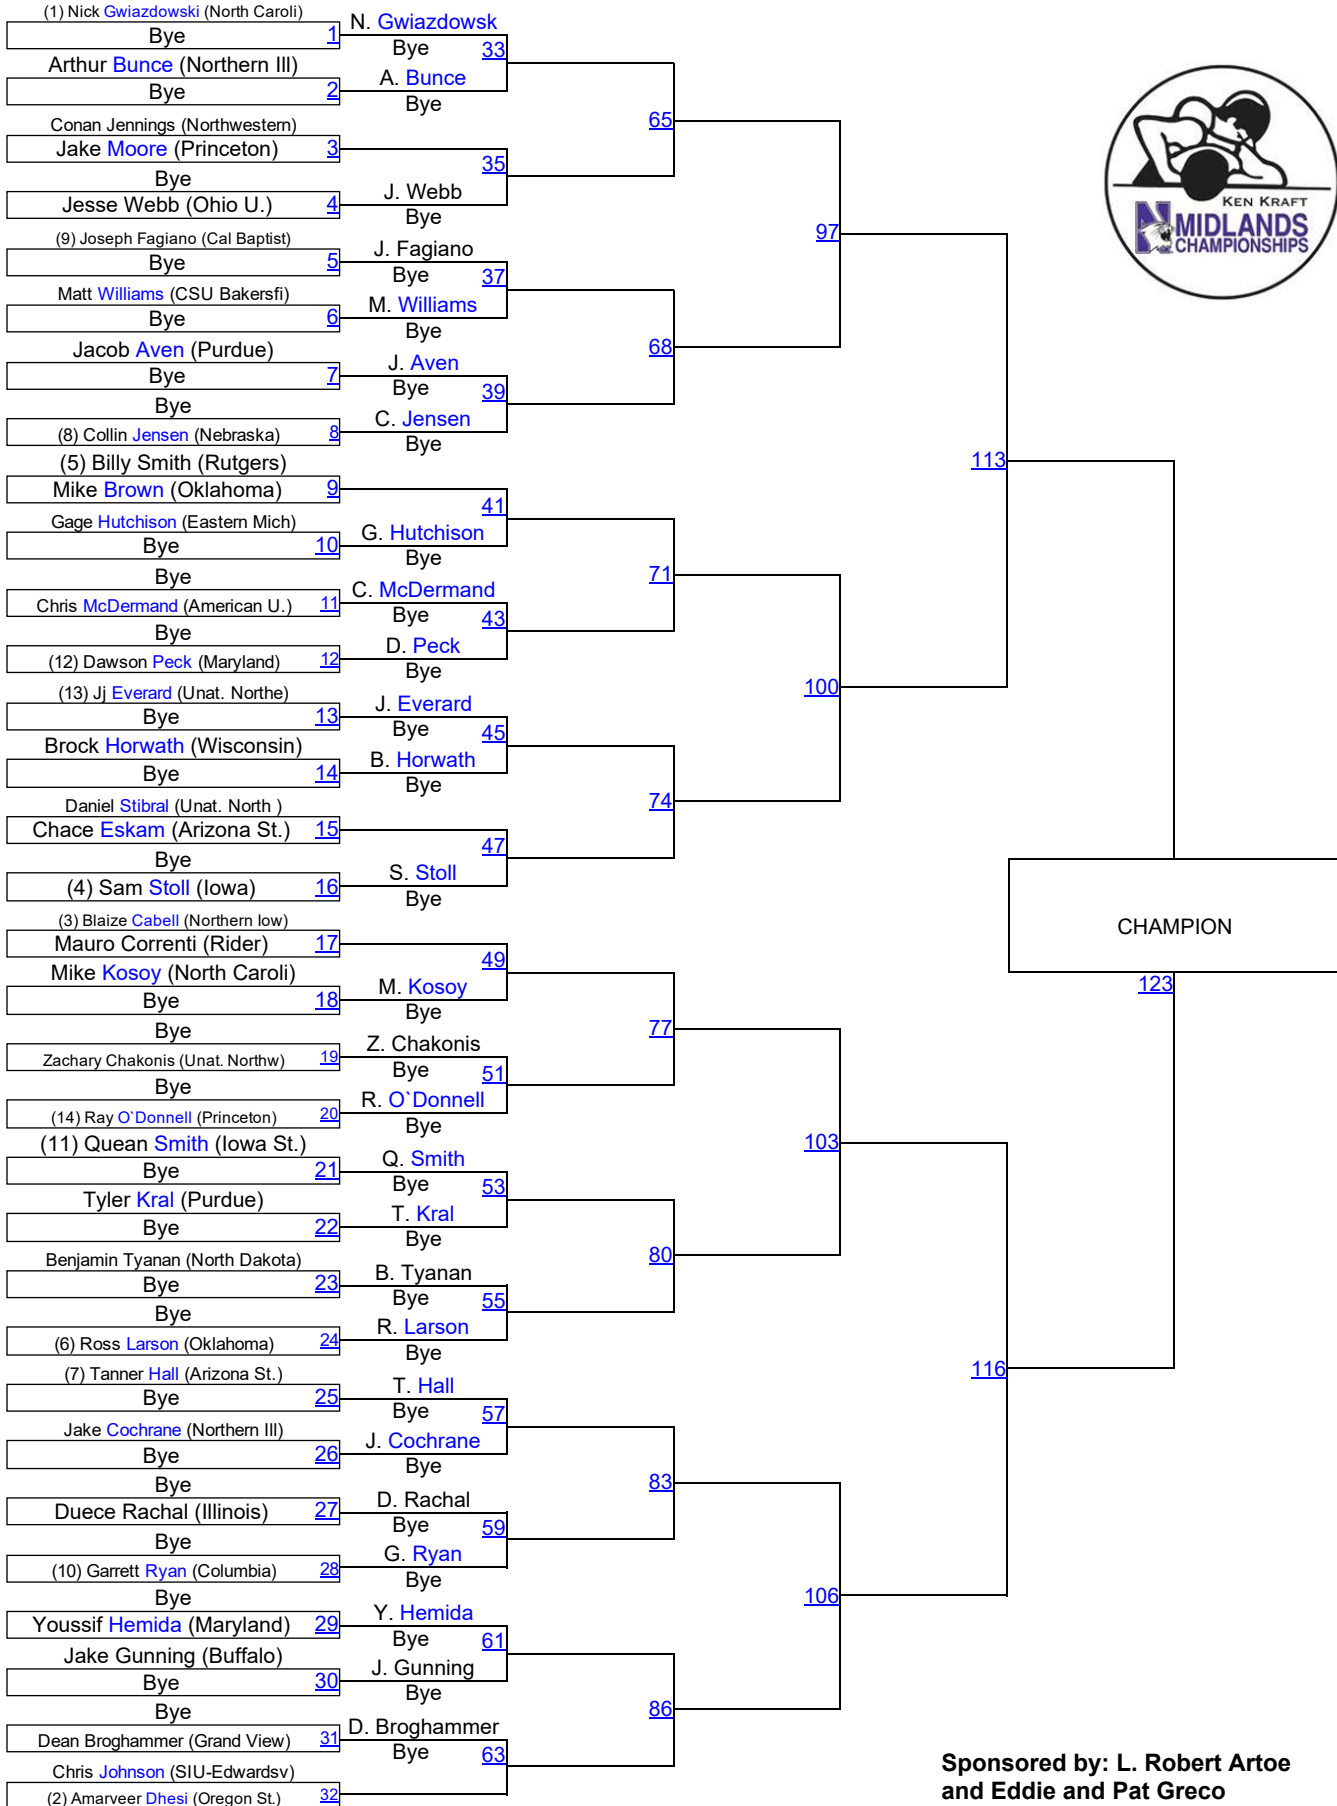 (1) Nick Gwiazdowski (North Caroli)
Bye 1
Arthur Bunce (Northern Ill)
Bye 2
Conan Jennings (Northwestern)
Jake Moore (Princeton) 3
Bye
Jesse Webb (Ohio U.) 4
(9) Joseph Fagiano (Cal Baptist)
Bye 5
Matt Williams (CSU Bakersfi)
Bye 6
Jacob Aven (Purdue)
Bye 7
Bye
(8) Collin Jensen (Nebraska) 8
(5) Billy Smith (Rutgers)
Mike Brown (Oklahoma) 9
Gage Hutchison (Eastern Mich)
Bye 10
Bye
Chris McDermand (American U.) 11
Bye
(12) Dawson Peck (Maryland) 12
(13) Jj Everard (Unat. Northe)
Bye 13
Brock Horwath (Wisconsin)
Bye 14
Daniel Stibral (Unat. North )
Chace Eskam (Arizona St.) 15
Bye
(4) Sam Stoll (Iowa) 16
(3) Blaize Cabell (Northern Iow)
Mauro Correnti (Rider) 17
Mike Kosoy (North Caroli)
Bye 18
Bye
Zachary Chakonis (Unat. Northw) 19
Bye
(14) Ray O`Donnell (Princeton) 20
(11) Quean Smith (Iowa St.)
Bye 21
Tyler Kral (Purdue)
Bye 22
Benjamin Tyanan (North Dakota)
Bye 23
Bye
(6) Ross Larson (Oklahoma) 24
(7) Tanner Hall (Arizona St.)
Bye 25
Jake Cochrane (Northern Ill)
Bye 26
Bye
Duece Rachal (Illinois) 27
Bye
(10) Garrett Ryan (Columbia) 28
Bye
Youssif Hemida (Maryland) 29
Jake Gunning (Buffalo)
Bye 30
Bye
Dean Broghammer (Grand View) 31
Chris Johnson (SIU-Edwardsv)
(2) Amarveer Dhesi (Oregon St.) 32
N. Gwiazdowsk
Bye 33
A. Bunce
Bye
35
J. Webb
Bye
J. Fagiano
Bye 37
M. Williams
Bye
J. Aven
Bye 39
C. Jensen
Bye
41
G. Hutchison
Bye
C. McDermand
Bye 43
D. Peck
Bye
J. Everard
Bye 45
B. Horwath
Bye
47
S. Stoll
Bye
49
M. Kosoy
Bye
Z. Chakonis
Bye 51
R. O`Donnell
Bye
Q. Smith
Bye 53
T. Kral
Bye
B. Tyanan
Bye 55
R. Larson
Bye
T. Hall
Bye 57
J. Cochrane
Bye
D. Rachal
Bye 59
G. Ryan
Bye
Y. Hemida
Bye 61
J. Gunning
Bye
D. Broghammer
Bye 63
65
68
71
74
77
80
83
86
97
100
103
106
113
116
CHAMPION
123
KEN KRAFT
N MIDLANDS
CHAMPIONSHIPS
Sponsored by: L. Robert Artoe
and Eddie and Pat Greco